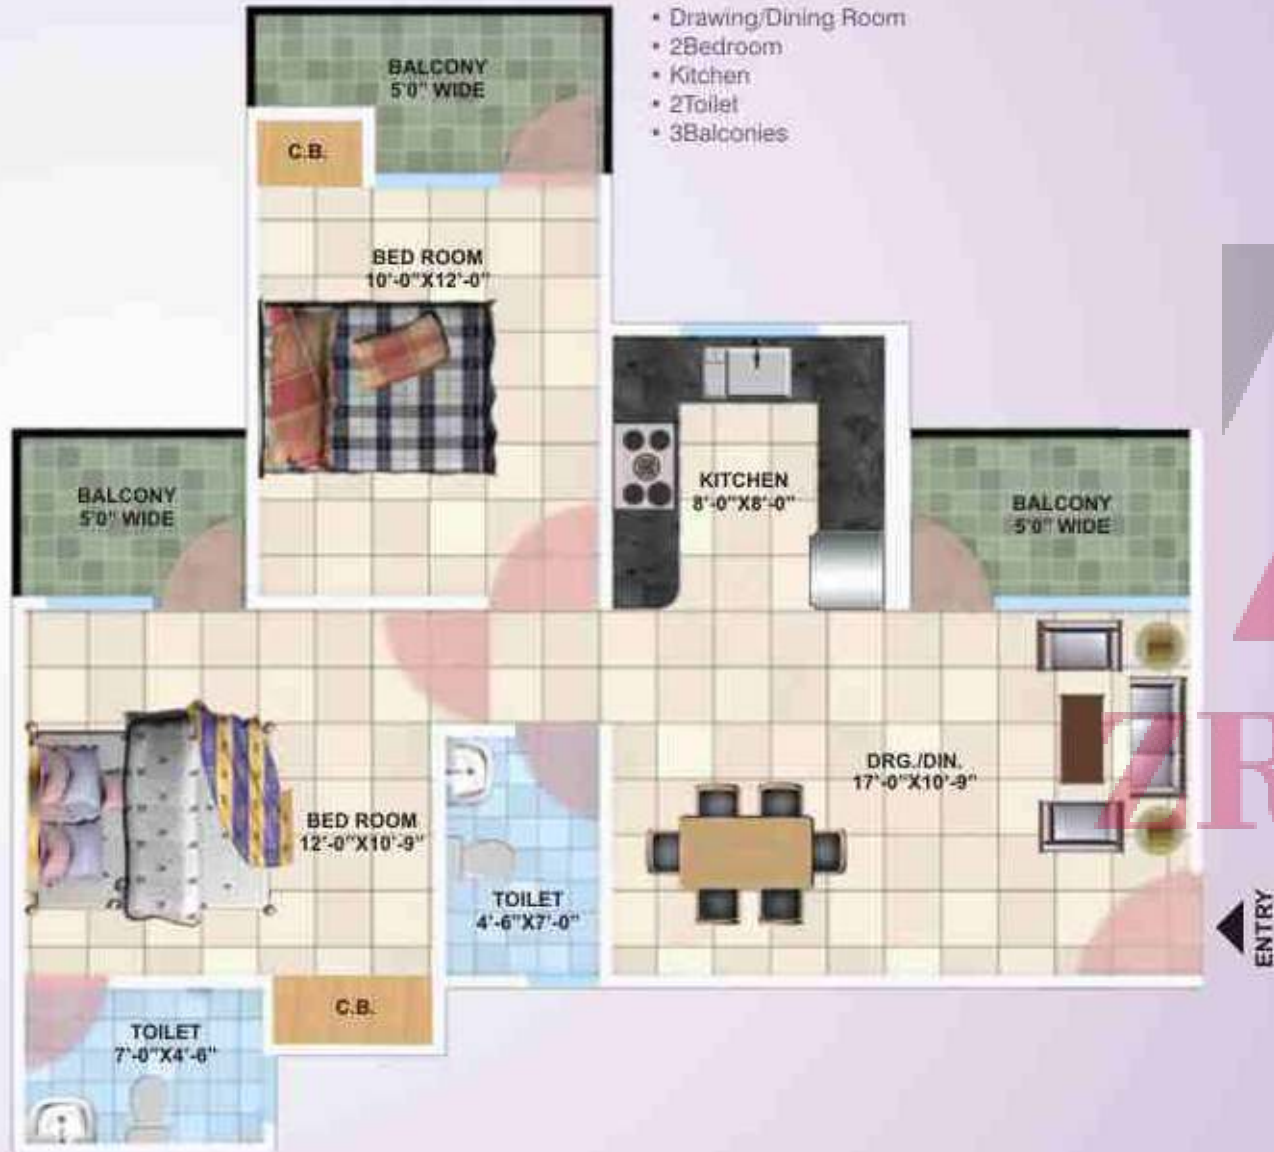 • Drawing/Dining Room
• 2Bedroom
• Kitchen
• 2Toilet
• 3Balconies
BALCONY
5'0" WIDE
C.B.
BED ROOM
10'-0"X12'-0"
KITCHEN
8'-0"X8'-0"
BALCONY
5'0" WIDE
BALCONY
5'0" WIDE
DRG./DIN.
17'-0"X10'-9"
BED ROOM
12'-0"X10'-9"
TOILET
4'-6"X7'-0"
ENTRY
C.B.
TOILET
7'-0"X4'-6"